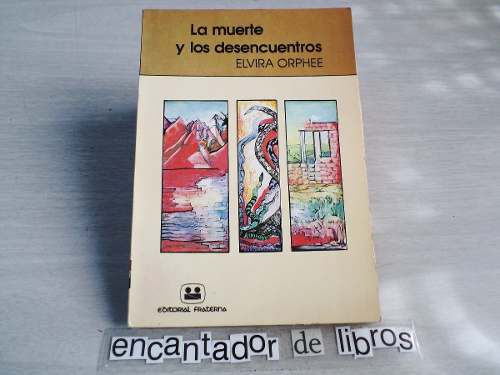 La muerte
y los desencuentros
ELVIRA ORPHEE
EDITORIAL FRATERNA
encantador de libros